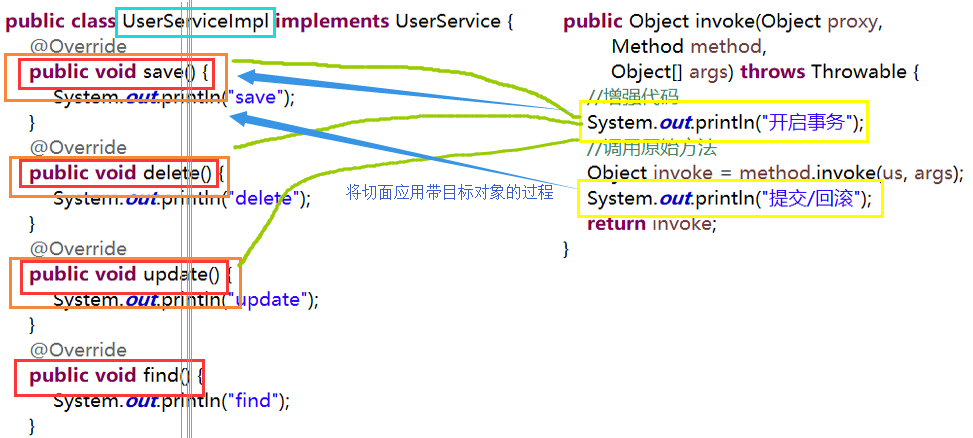 public class UserServiceImpl implements UserService {
@Override
public void save() {
System.out.println("save");
}
@Override
public void delete() {
System.out.println("delete");
}
@Override
public void update() {
System.out.println("update");
}
@Override
public void find() {
System.out.println("find");
}
将切面应用带目标对象的过程
public Object invoke(Object proxy,
Method method,
Object[] args) throws Throwable {
//增强代码
System.out.println("开启事务");
//调用原始方法
Object invoke = method.invoke(us, args);
System.out.println("提交/回滚");
return invoke;
}